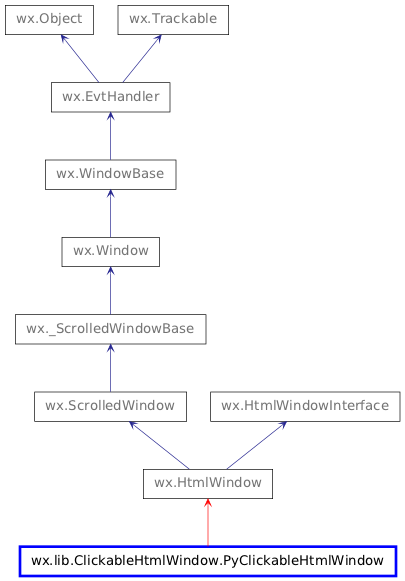 wx.Object
wx.Trackable
wx.EvtHandler
wx.WindowBase
wx.Window
wx._ScrolledWindowBase
wx.ScrolledWindow
wx.HtmlWindowInterface
wx.HtmlWindow
wx.lib.ClickableHtmlWindow.PyClickableHtmlWindow